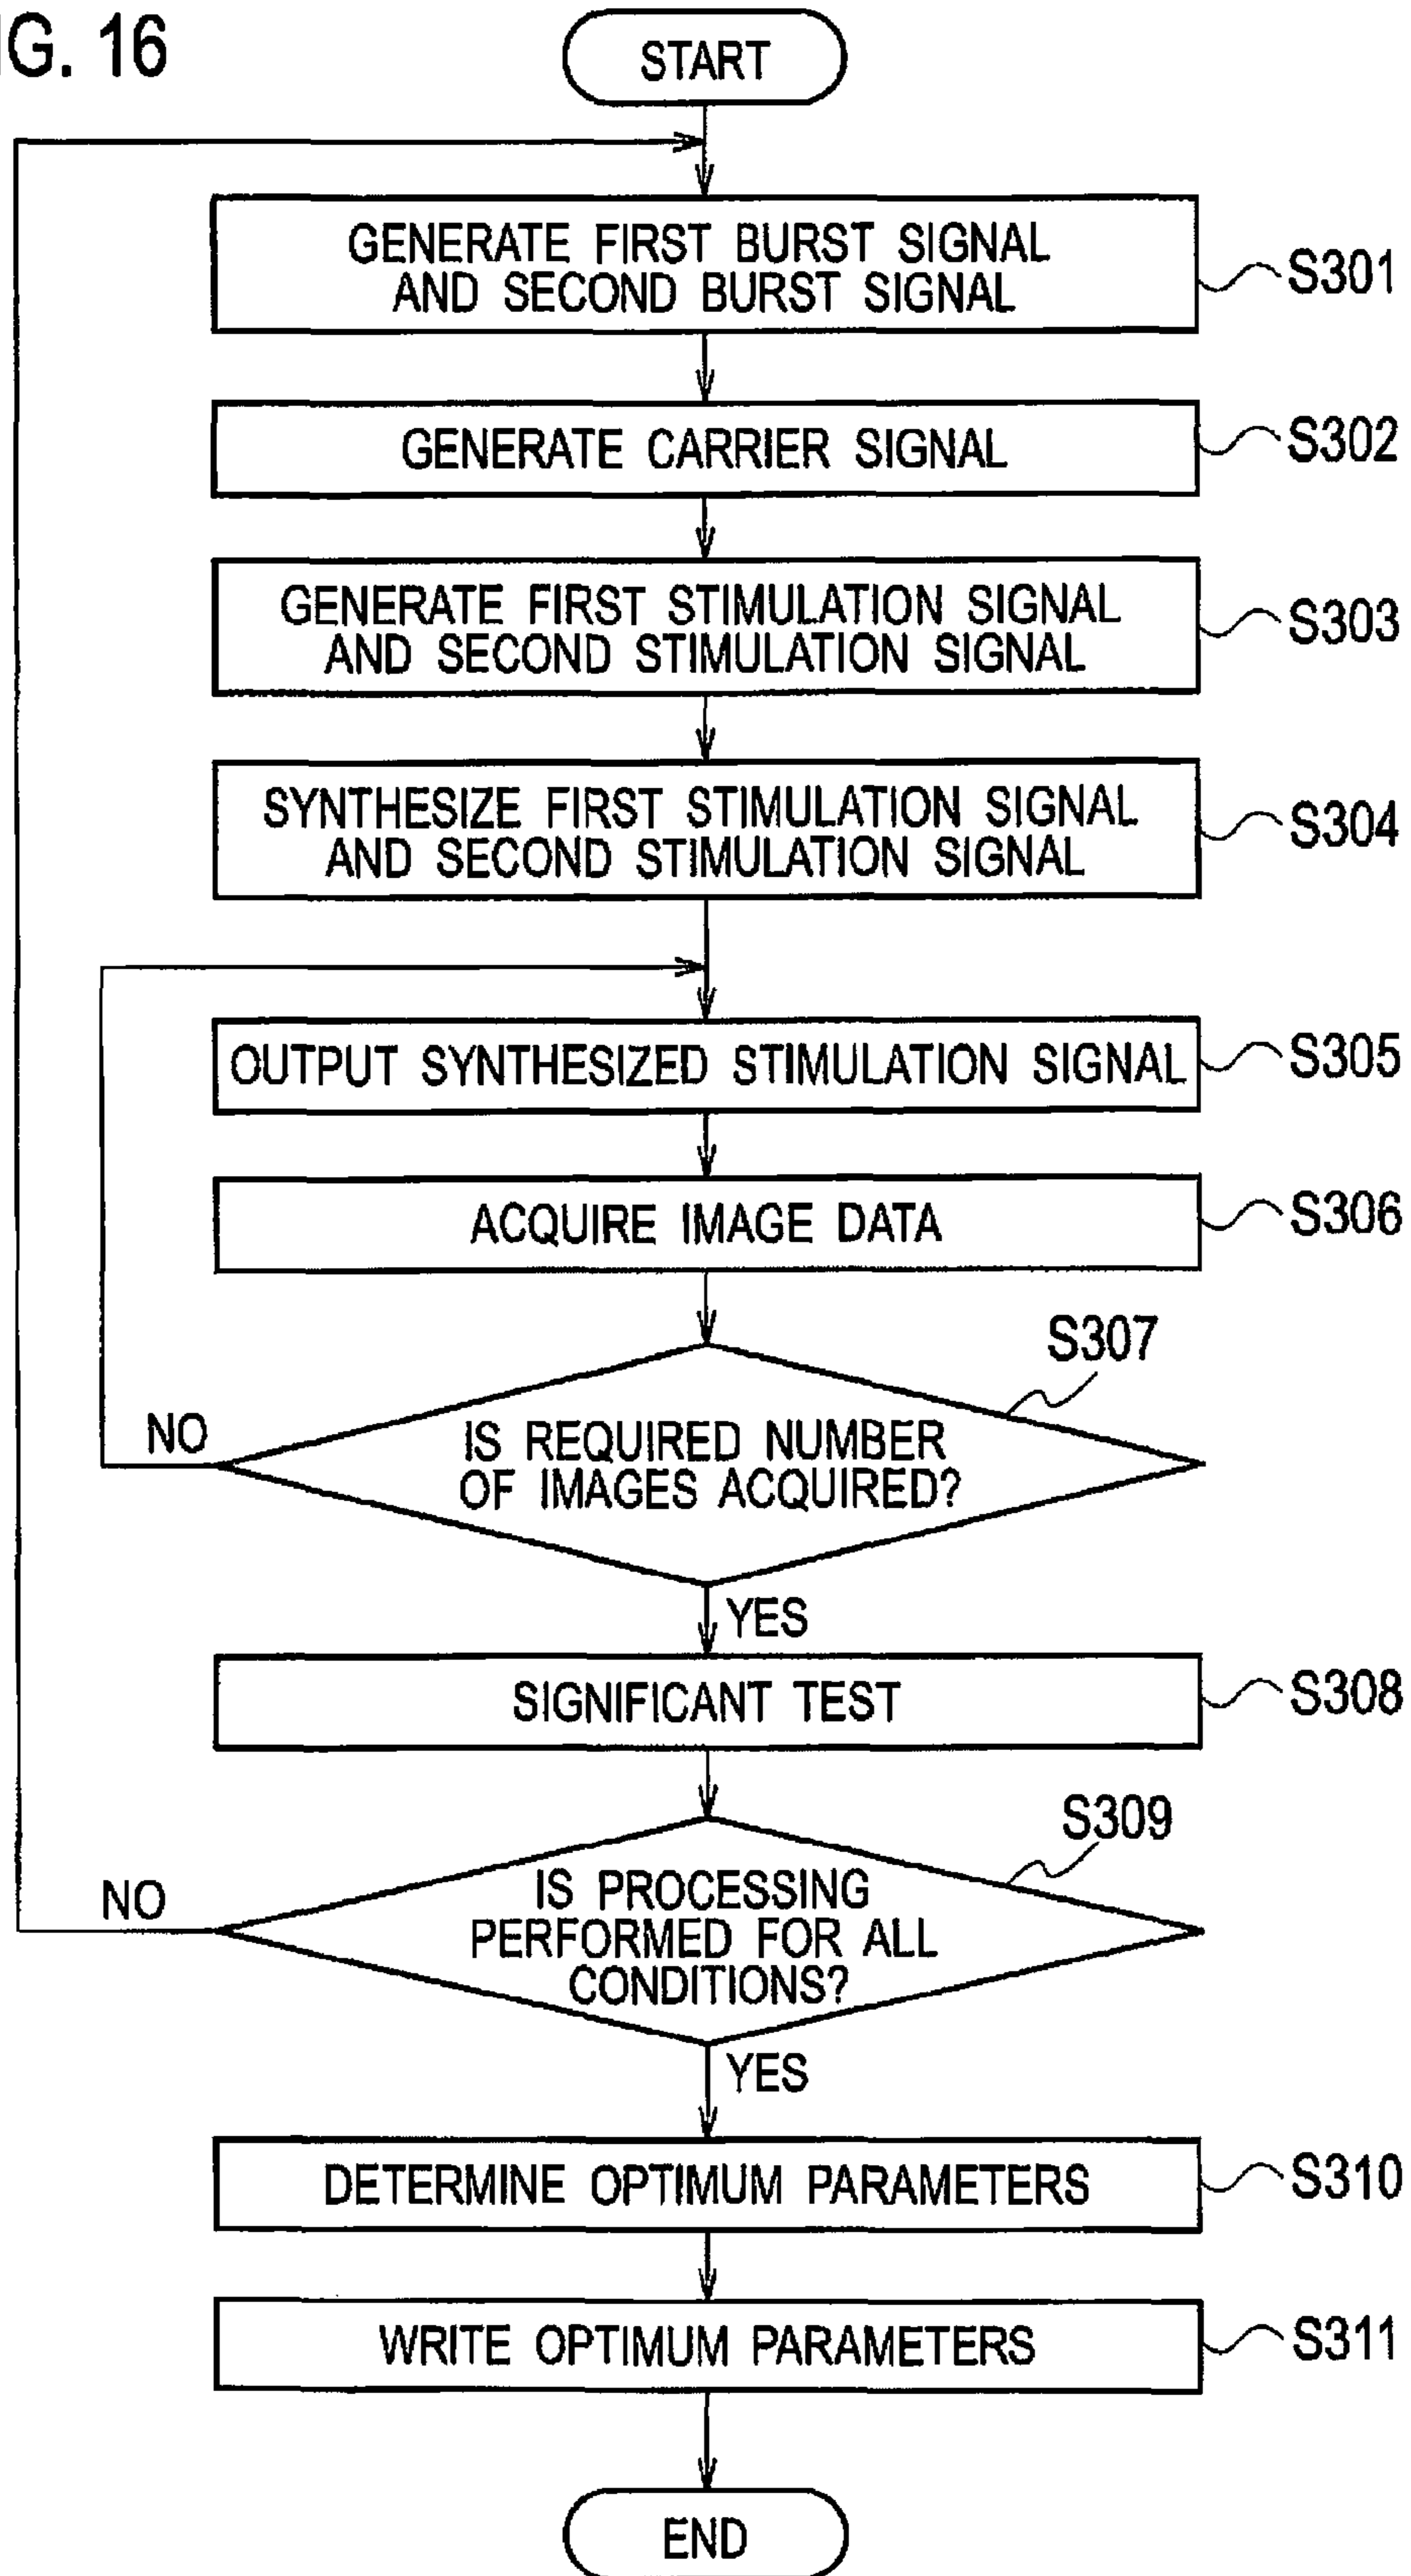 IG. 16
START
GENERATE FIRST BURST SIGNAL
AND SECOND BURST SIGNAL
S301
GENERATE CARRIER SIGNAL
S302
GENERATE FIRST STIMULATION SIGNAL
AND SECOND STIMULATION SIGNAL
S303
SYNTHESIZE FIRST STIMULATION SIGNAL
AND SECOND STIMULATION SIGNAL
S304
OUTPUT SYNTHESIZED STIMULATION SIGNAL
S305
ACQUIRE IMAGE DATA
S306
S307
NO
IS REQUIRED NUMBER
OF IMAGES ACQUIRED?
YES
SIGNIFICANT TEST
S308
S309
NO
IS PROCESSING
PERFORMED FOR ALL
CONDITIONS?
YES
DETERMINE OPTIMUM PARAMETERS
S310
WRITE OPTIMUM PARAMETERS
S311
END